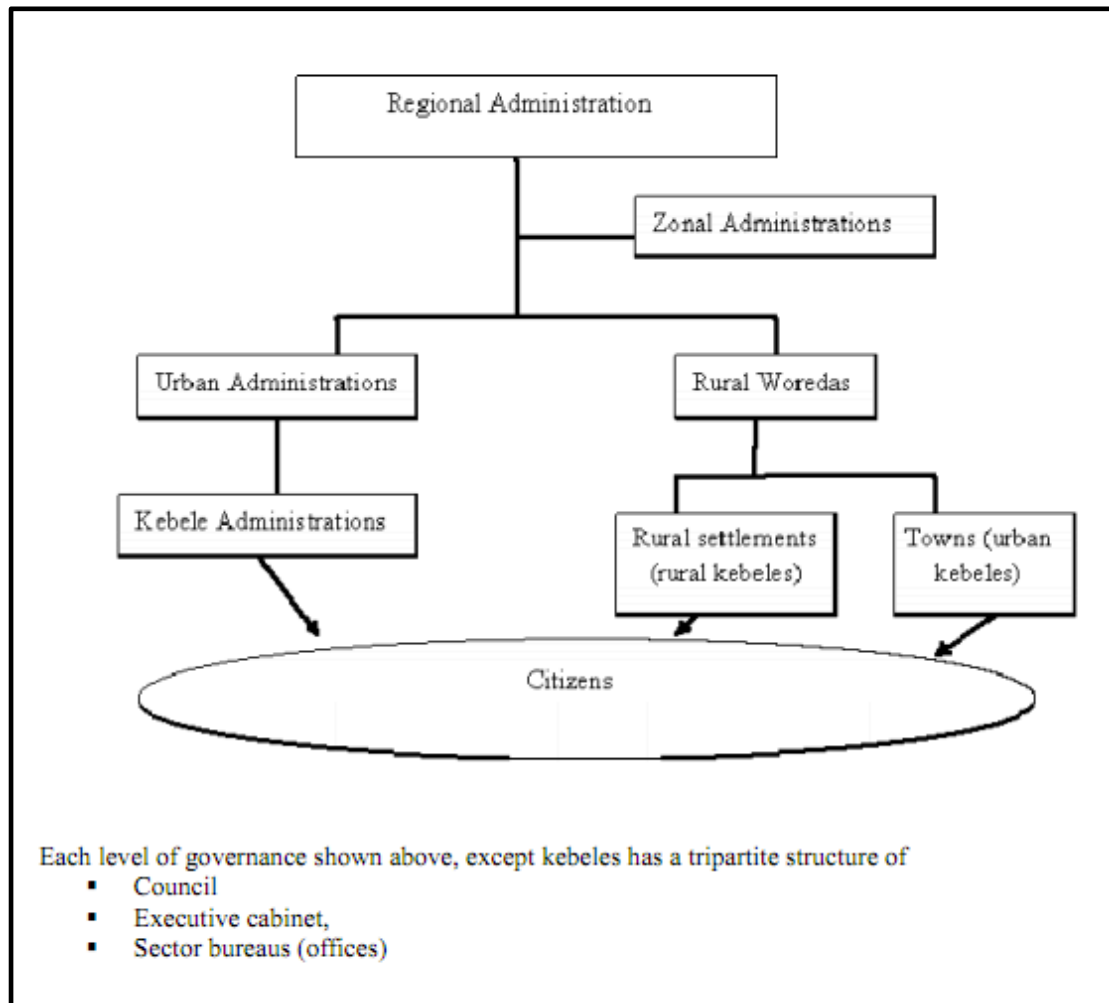 Regional Administration
Zonal Administrations
Urban Administrations
Rural Woredas
Kebele Administrations
Rural settlements
(rural kebeles)
Towns (urban
kebeles)
Citizens
Each level of governance shown above, except kebeles has a tripartite structure of
▪ Council
▪ Executive cabinet,
▪ Sector bureaus (offices)